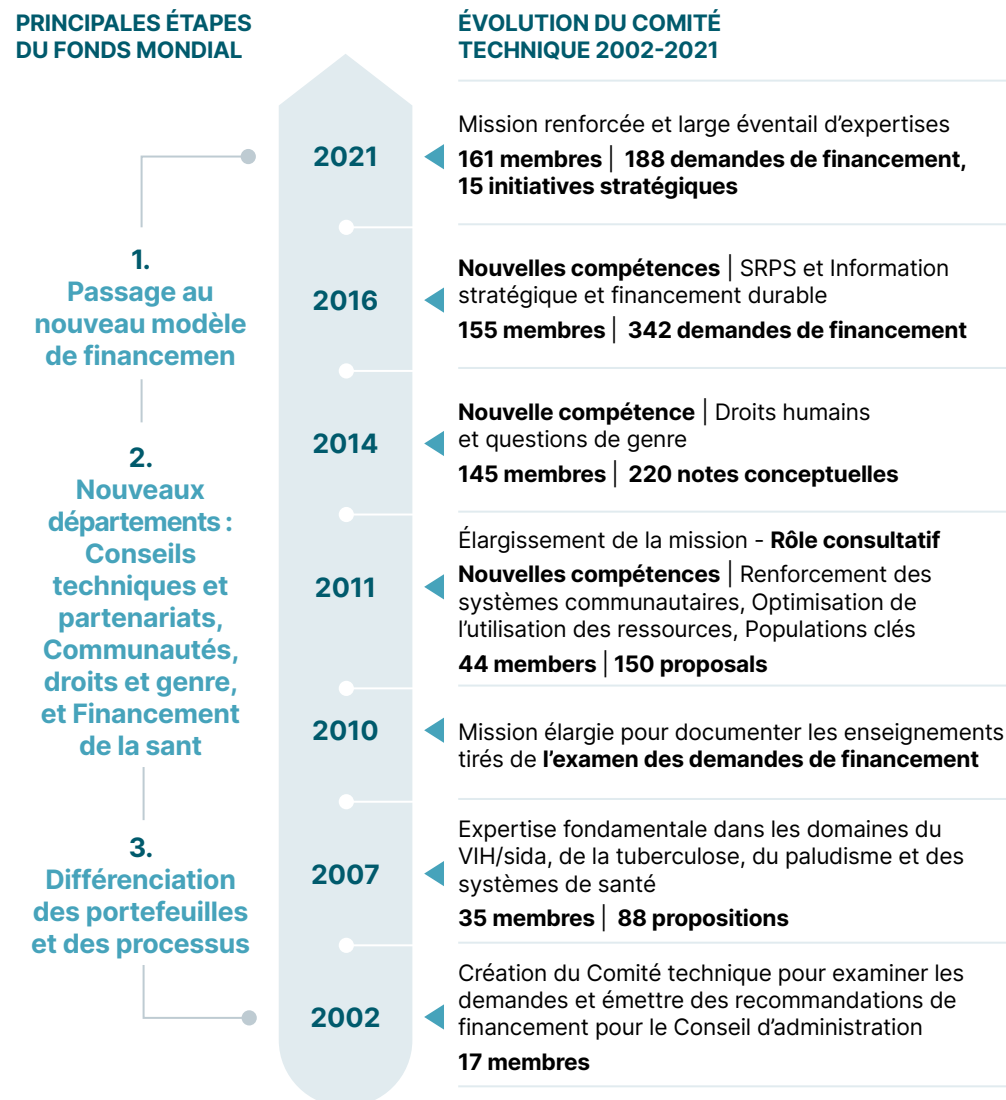 PRINCIPALES ÉTAPES
DU FONDS MONDIAL
1.
Passage au
nouveau modèle
de financemen
2.
Nouveaux
départements :
Conseils
techniques et
partenariats,
Communautés,
droits et genre,
et Financement
de la sant
3.
Différenciation
des portefeuilles
et des processus
ÉVOLUTION DU COMITÉ
TECHNIQUE 2002-2021
2021
Mission renforcée et large éventail d’expertises
161 membres | 188 demandes de financement,
15 initiatives stratégiques
2016
Nouvelles compétences | SRPS et Information
stratégique et financement durable
155 membres | 342 demandes de financement
2014
Nouvelle compétence | Droits humains
et questions de genre
145 membres | 220 notes conceptuelles
2011
Élargissement de la mission - Rôle consultatif
Nouvelles compétences | Renforcement des
systèmes communautaires, Optimisation de
l’utilisation des ressources, Populations clés
44 members | 150 proposals
2010
Mission élargie pour documenter les enseignements
tirés de l’examen des demandes de financement
2007
Expertise fondamentale dans les domaines du
VIH/sida, de la tuberculose, du paludisme et des
systèmes de santé
35 membres | 88 propositions
2002
Création du Comité technique pour examiner les
demandes et émettre des recommandations de
financement pour le Conseil d’administration
17 membres